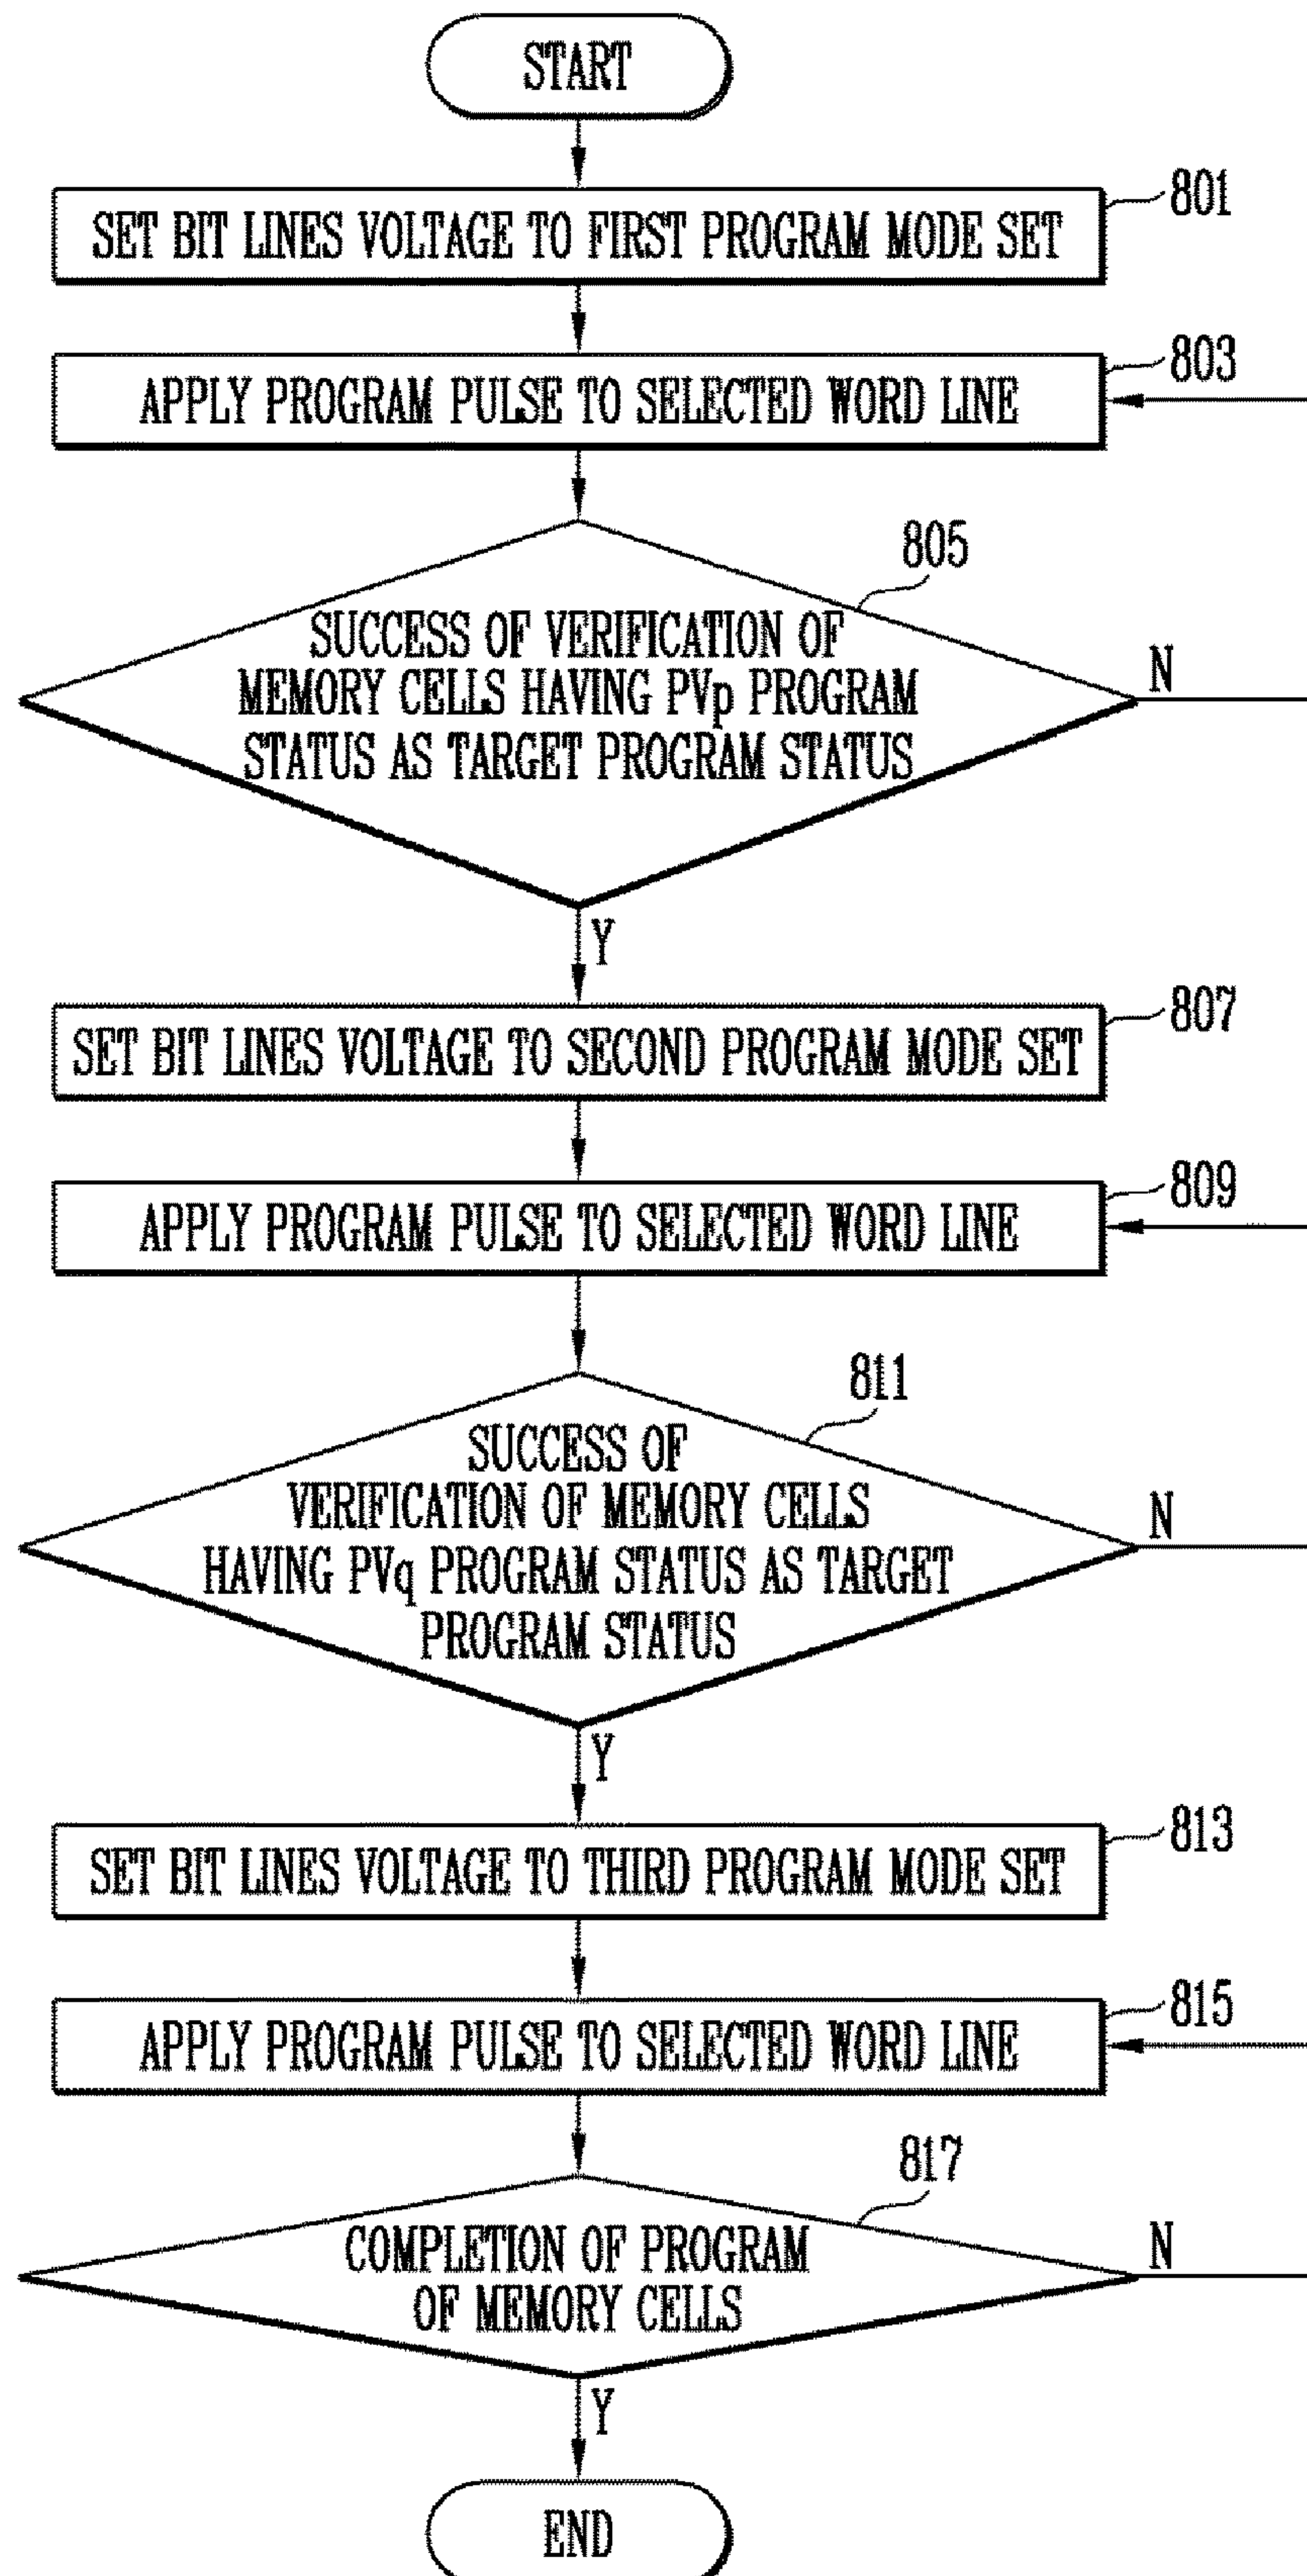 START
801
SET BIT LINES VOLTAGE TO FIRST PROGRAM MODE SET
803
APPLY PROGRAM PULSE TO SELECTED WORD LINE
805
SUCCESS OF VERIFICATION OF
MEMORY CELLS HAVING PVp PROGRAM
STATUS AS TARGET PROGRAM STATUS
N
Y
807
SET BIT LINES VOLTAGE TO SECOND PROGRAM MODE SET
809
APPLY PROGRAM PULSE TO SELECTED WORD LINE
811
SUCCESS OF
VERIFICATION OF MEMORY CELLS
HAVING PVq PROGRAM STATUS AS TARGET
PROGRAM STATUS
N
Y
813
SET BIT LINES VOLTAGE TO THIRD PROGRAM MODE SET
815
APPLY PROGRAM PULSE TO SELECTED WORD LINE
817
COMPLETION OF PROGRAM
OF MEMORY CELLS
N
Y
END